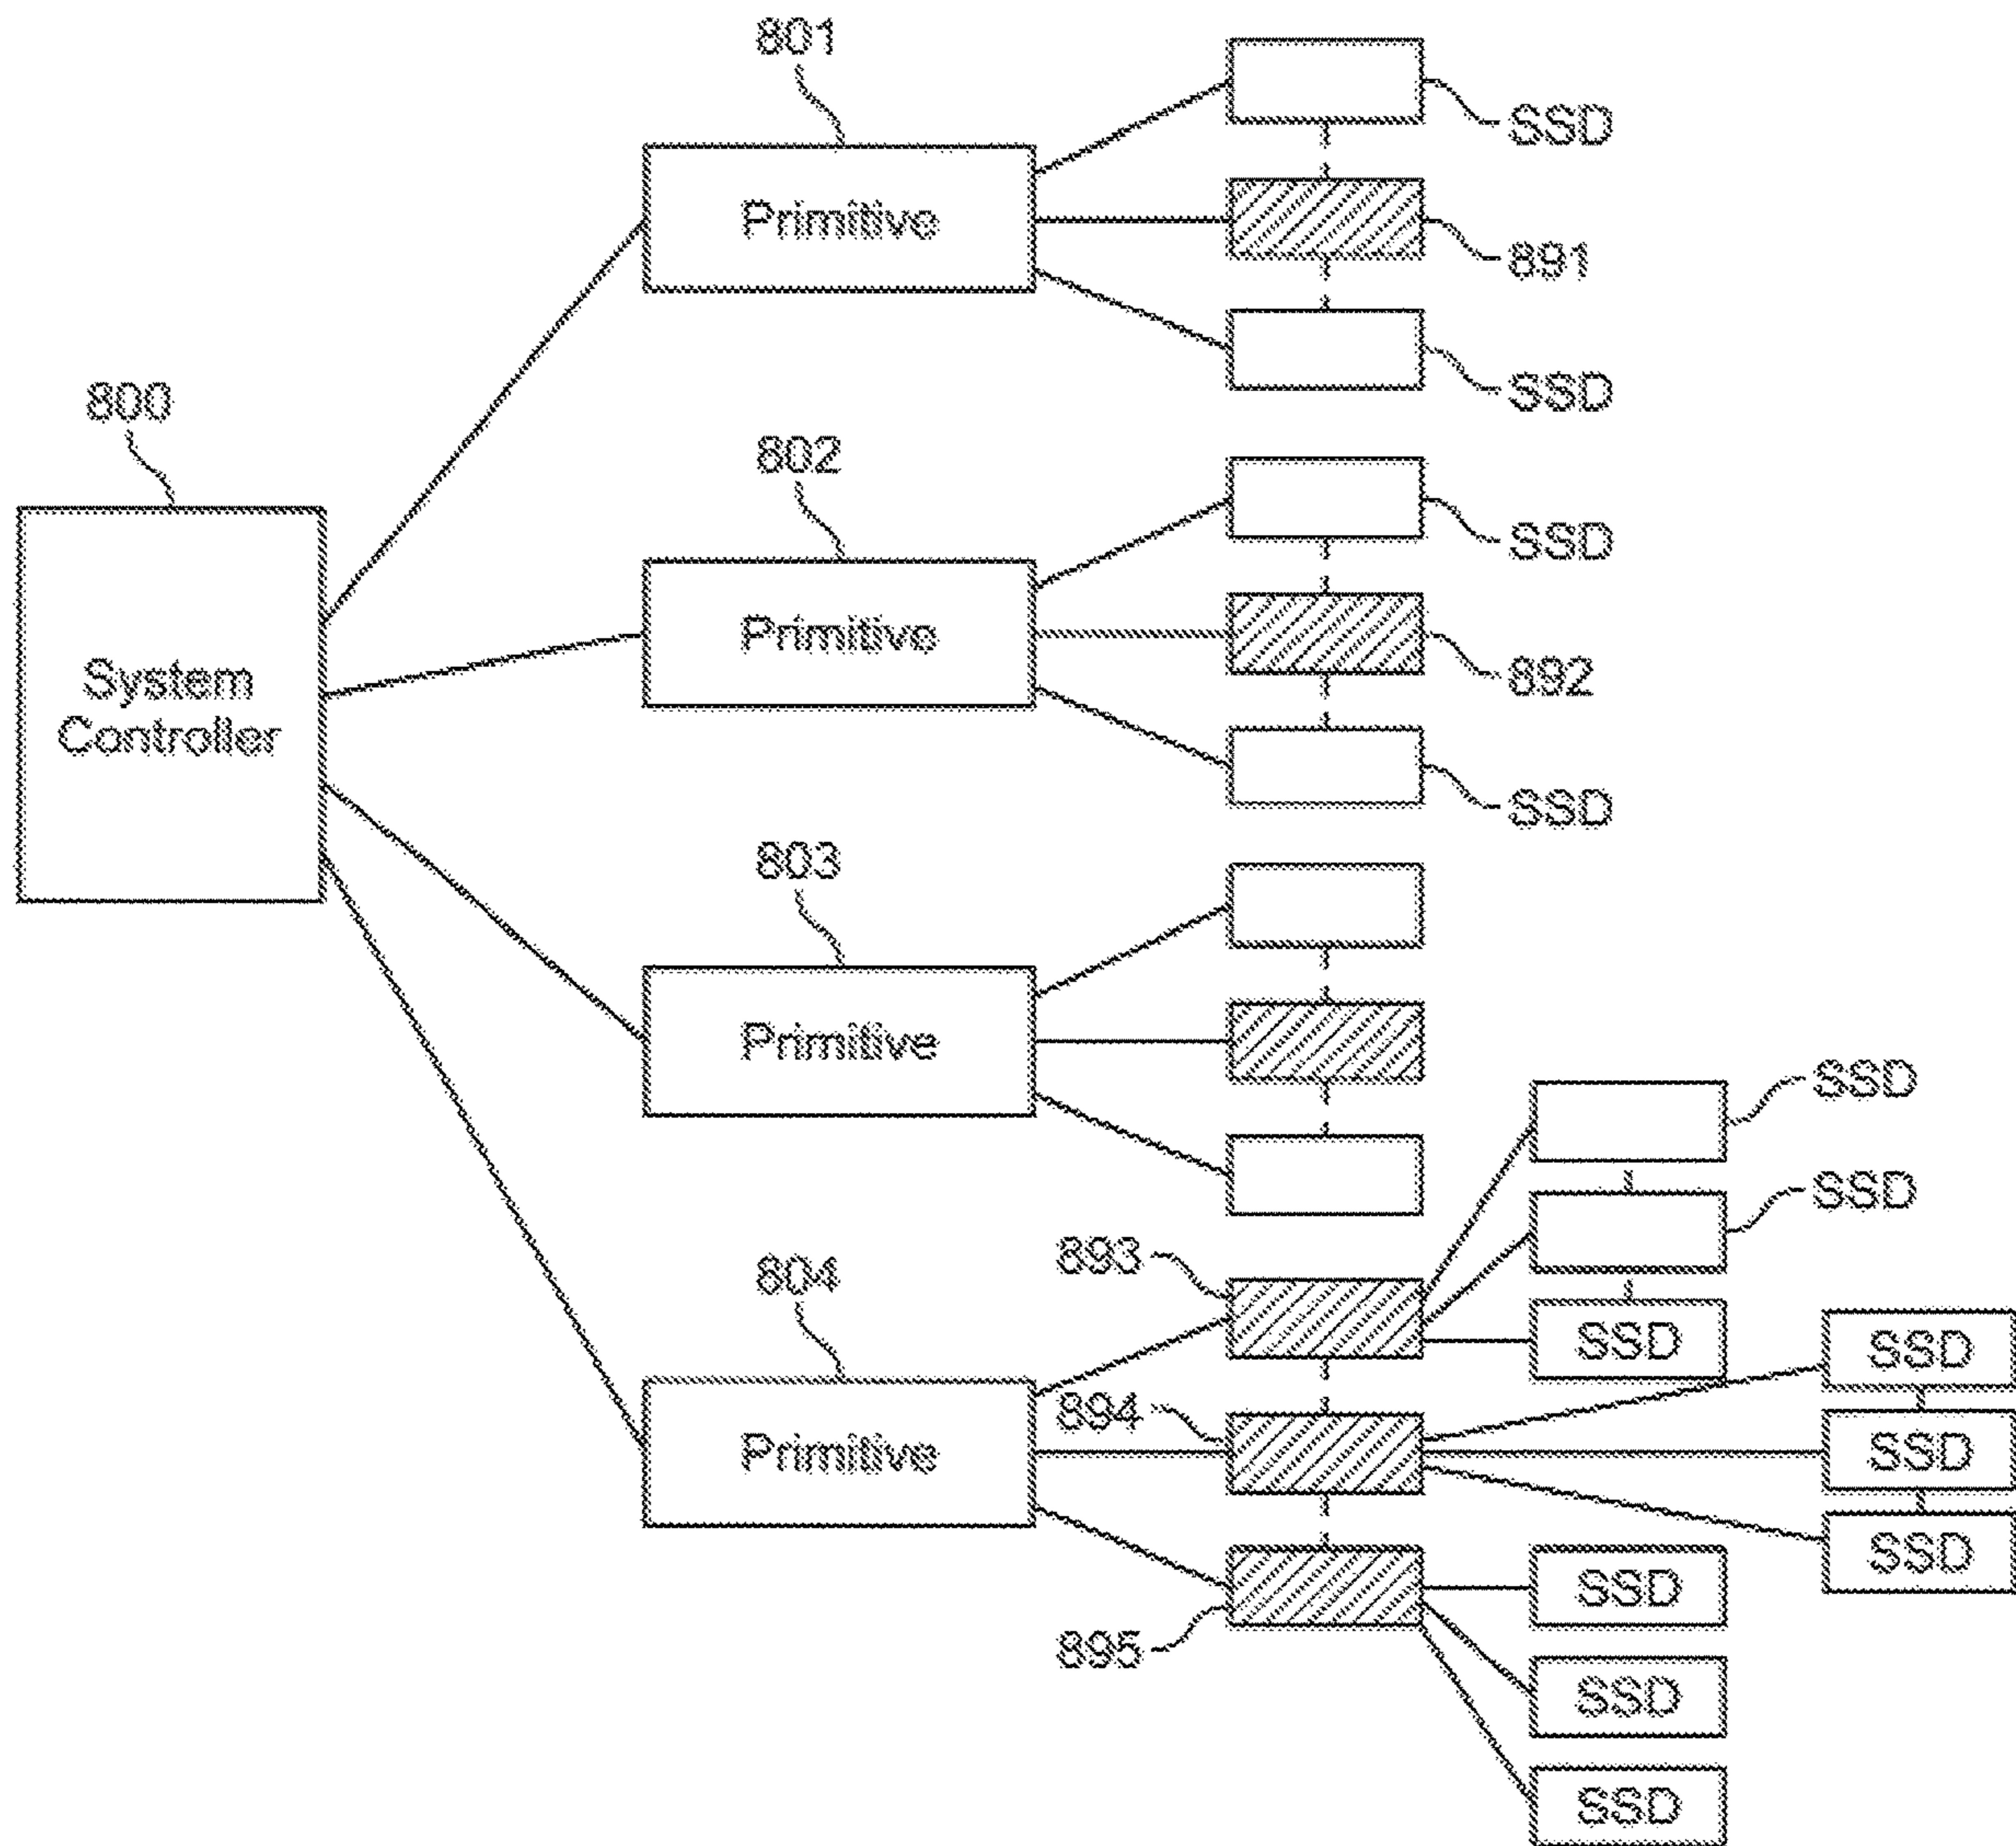 801
SSD
Primitive
891
SSD
800
802
SSD
Primitive
892
System
Controller
SSD
803
Primitive
SSD
SSD
893
804
SSD
SSD
894
Primitive
SSD
SSD
SSD
895
SSD
SSD